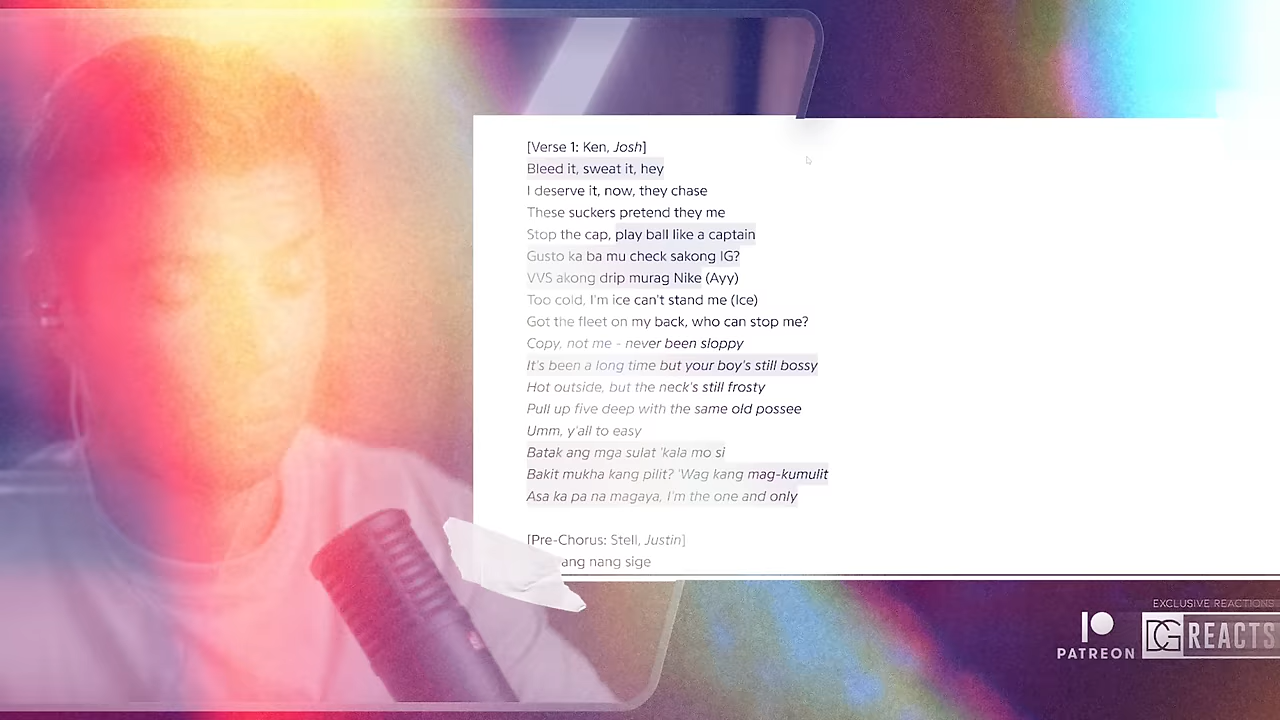 [Verse 1: Ken, Josh]
Bleed it, sweat it, hey
I deserve it, now, they chase
These suckers pretend they me
Stop the cap, play ball like a captain
Gusto ka ba mu check sakong IG?
VVS akong drip murag Nike (Ayy)
Too cold, I'm ice can't stand me (Ice)
Got the fleet on my back, who can stop me?
Copy, not me - never been sloppy
It's been a long time but your boy's still bossy
Hot outside, but the neck's still frosty
Pull up five deep with the same old possee
Umm, y'all to easy
Batak ang mga sulat 'kala mo si
Bakit mukha kang pilit? 'Wag kang mag-kumulit
Asa ka pa na magaya, I'm the one and only
[Pre-Chorus: Stell, Justin]
ang nang sige
EXCLUSIVE REACTIONS
PATREON
DG REACTS